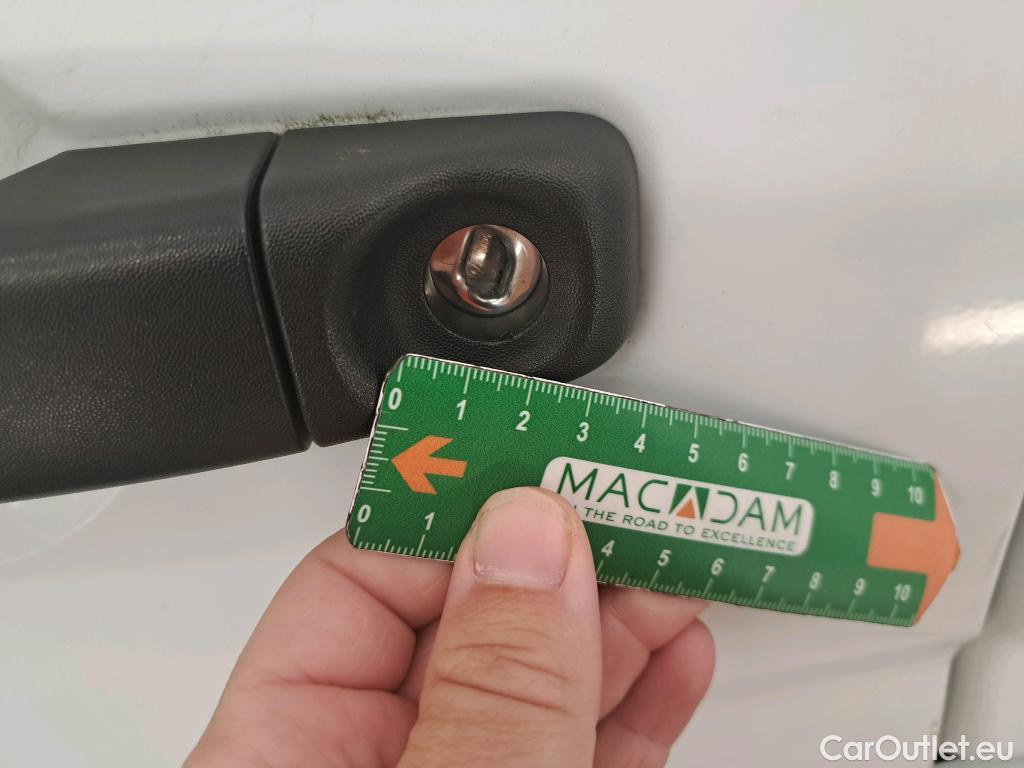 0 1 2 3 4 5 6 7 8 9 10
MACADAM
THE ROAD TO EXCELLENCE
0 1 4 5 6 7 8 9 10
CarOutlet.eu